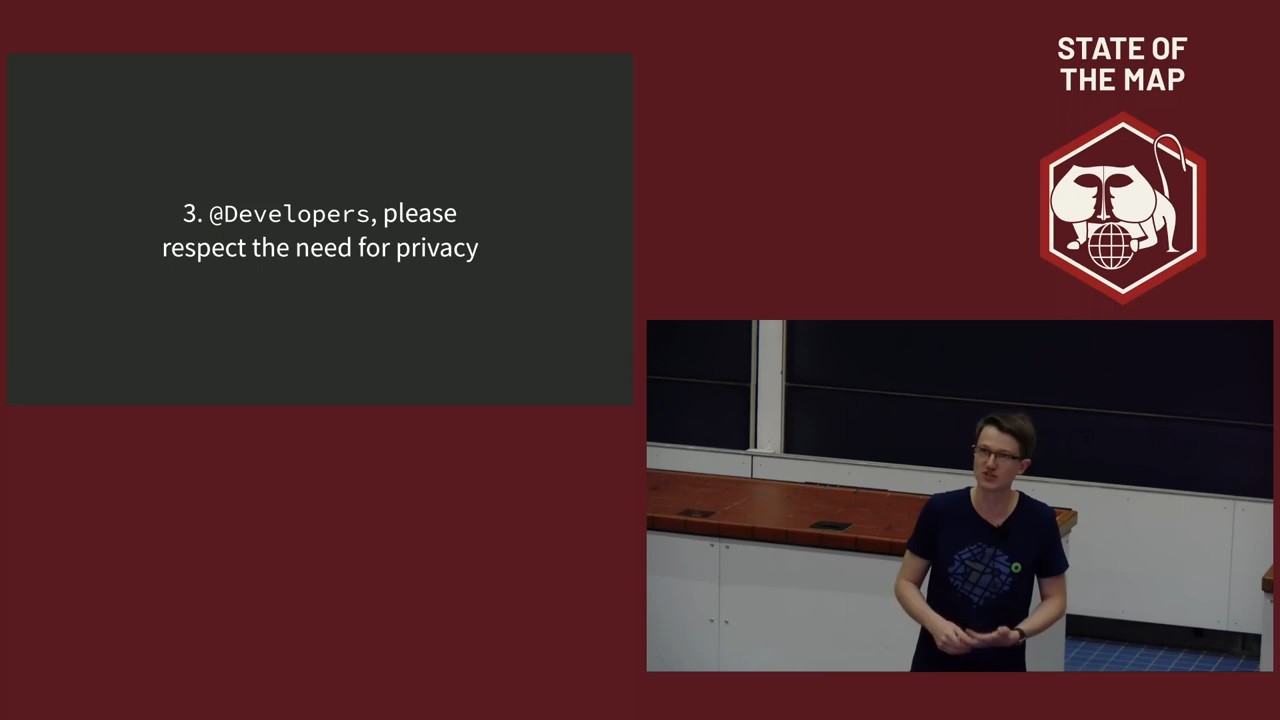 STATE OF
THE MAP
3. @Developers, please
respect the need for privacy